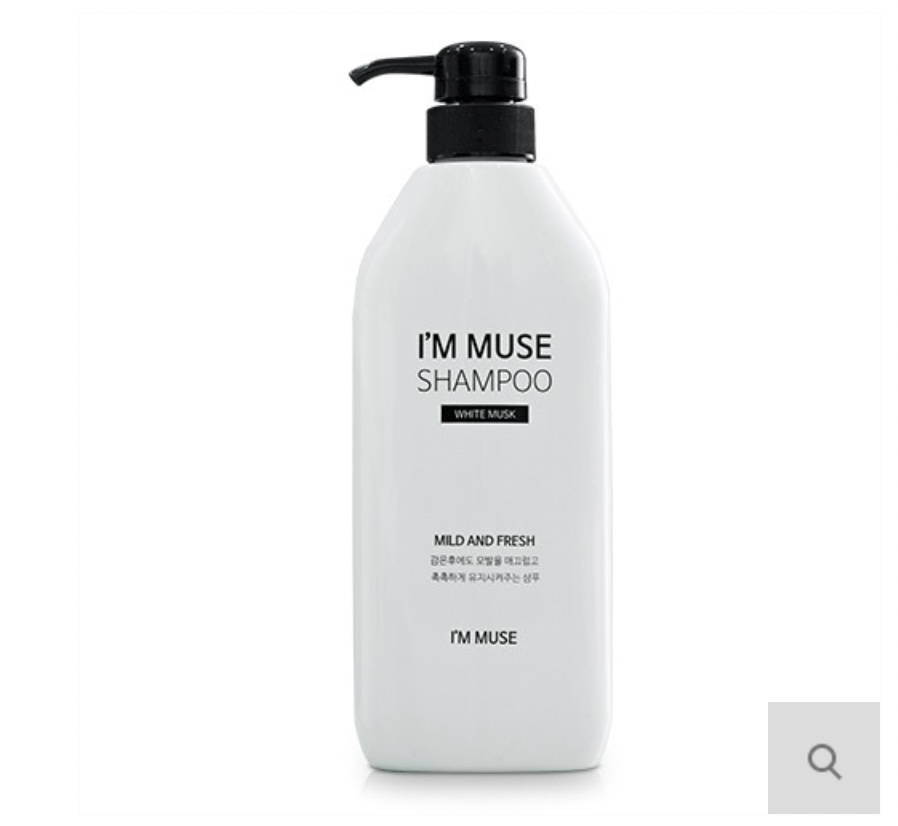 I'M MUSE
SHAMPOO
WHITE MUSK
MILD AND FRESH
감은후에도 모발을 매끄럽고
촉촉하게 유지시켜주는 샴푸
I'M MUSE